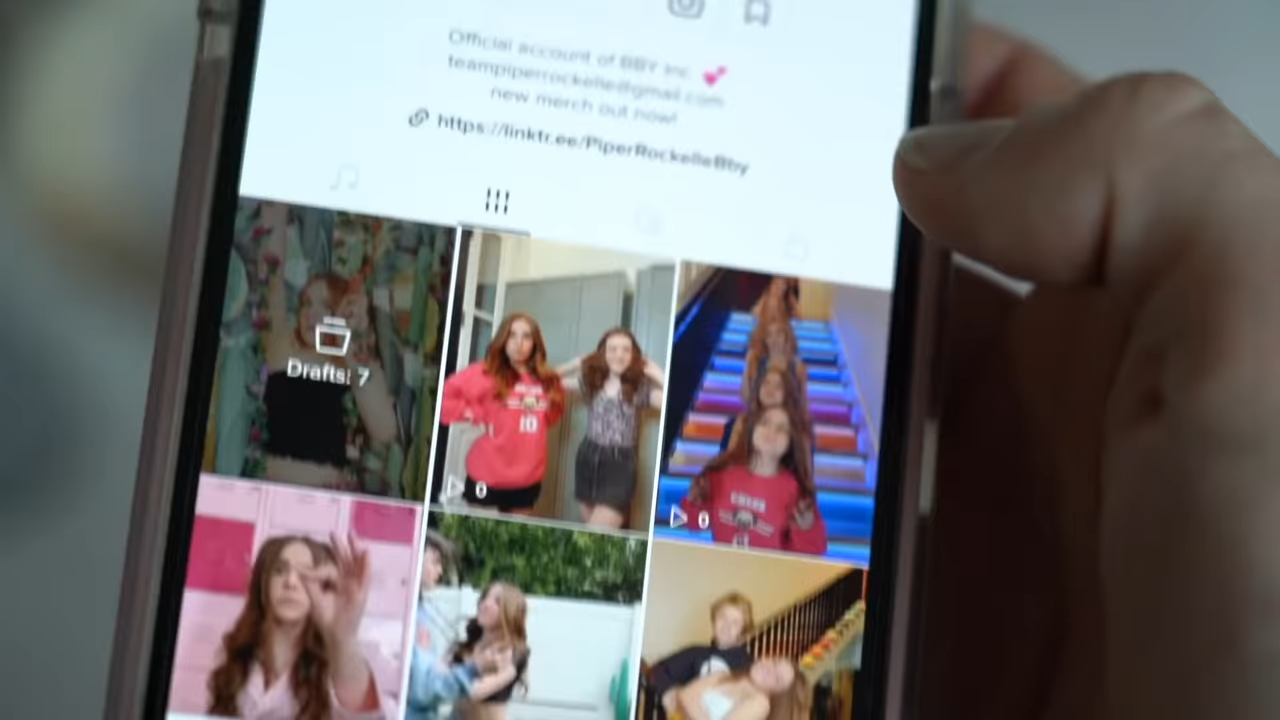 Official account of BBY Inc. 💕
teampiperrockelle@gmail.com
new merch out now!
https://linktr.ee/PiperRockelleBby
Drafts: 7
10
0
0